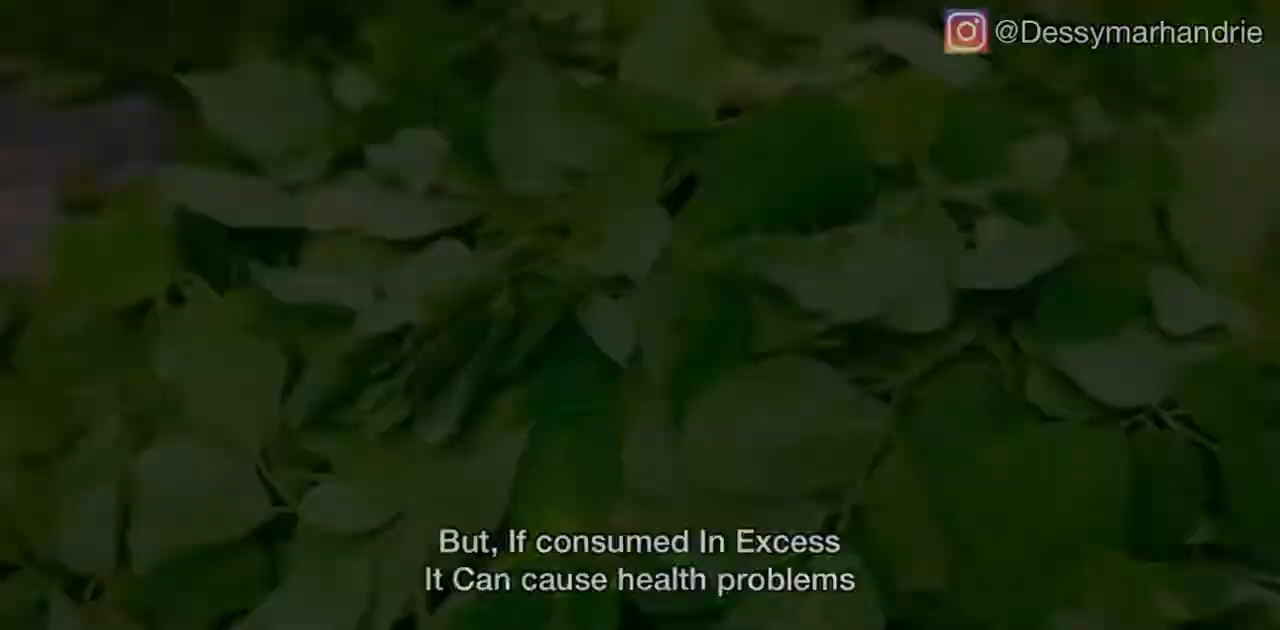 @Dessymarhandrie
But, If consumed In Excess
It Can cause health problems